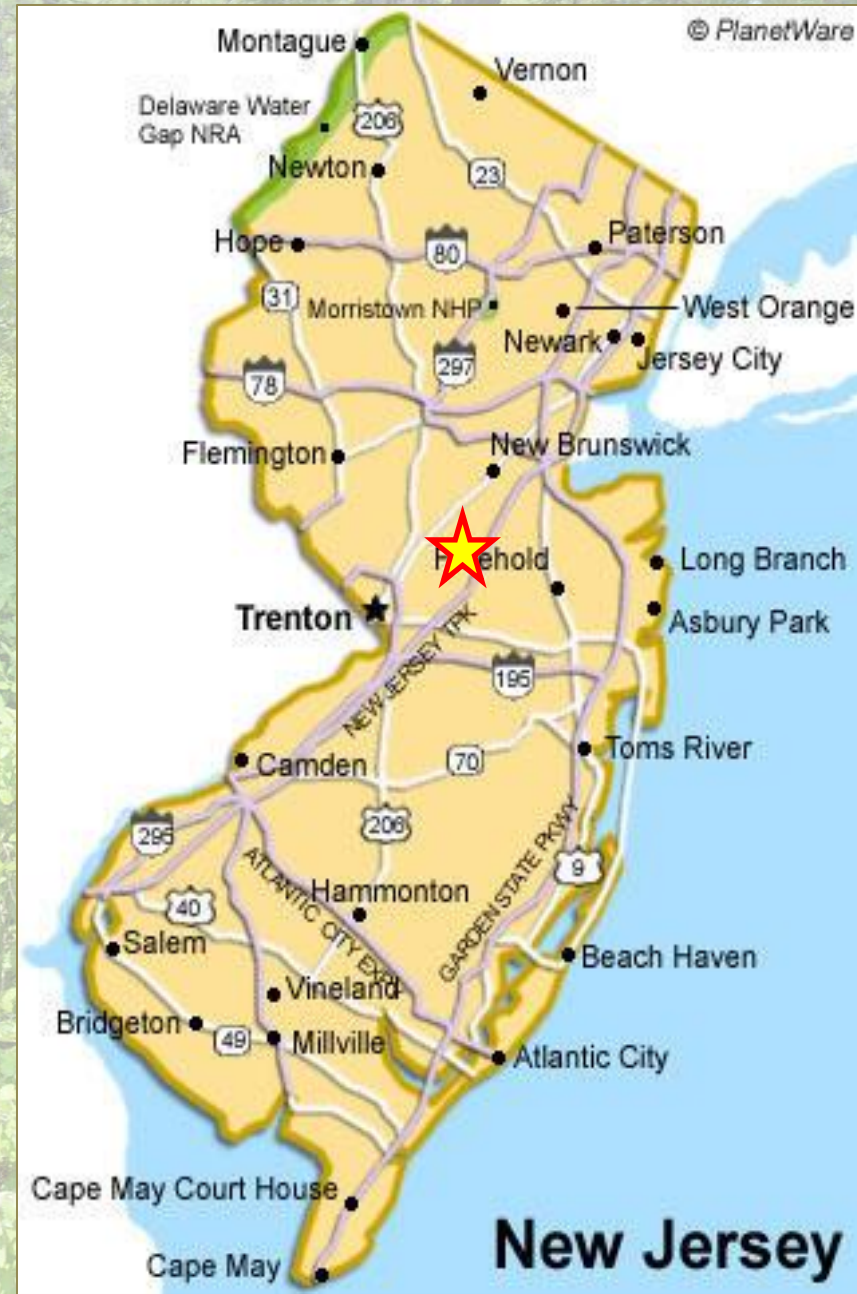 © PlanetWare
Montague
Vernon
Delaware Water
Gap NRA
206
Newton
23
Hope
80
Paterson
31
Morristown NHP
West Orange
Newark
Jersey City
297
78
Flemington
New Brunswick
Long Branch
Trenton
Asbury Park
NEW JERSEY TPK
195
Toms River
Camden
70
295
206
GARDEN STATE PKWY
9
ATLANTIC CITY EXP
Hammonton
40
Salem
Beach Haven
Vineland
Bridgeton
49
Millville
Atlantic City
Cape May Court House
New Jersey
Cape May